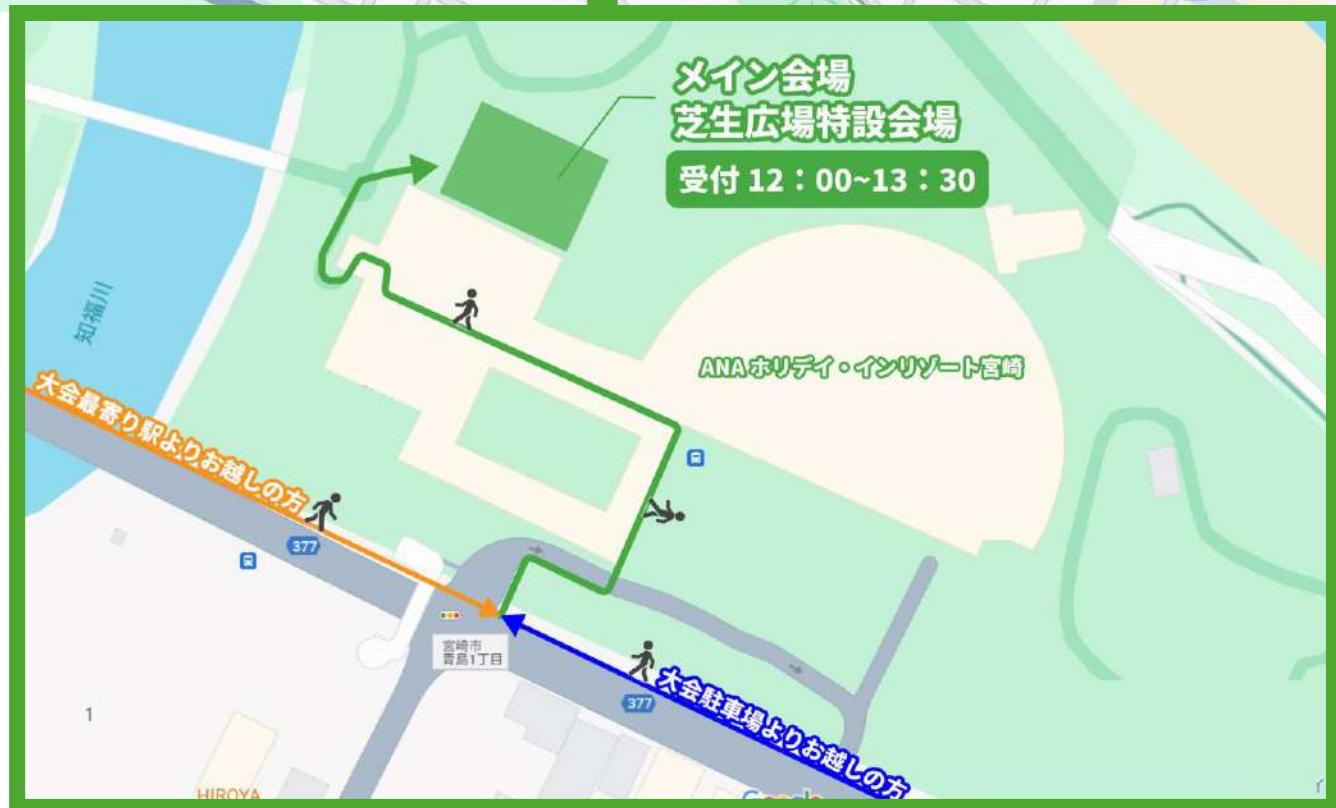 メイン会場
芝生広場特設会場
受付 12：00~13：30
知福川
ANA ホリデイ・インリゾート宮崎
大会最寄り駅よりお越しの方
377
宮崎市
青島1丁目
377
大会駐車場よりお越しの方
1
HIROYA
Google